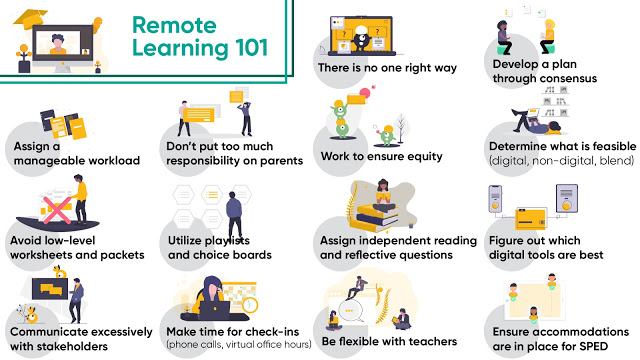 Remote
Learning 101
There is no one right way
Develop a plan
through consensus
Assign a
manageable workload
Don't put too much
responsibility on parents
Work to ensure equity
Determine what is feasible
(digital, non-digital, blend)
Avoid low-level
worksheets and packets
Utilize playlists
and choice boards
Assign independent reading
and reflective questions
Figure out which
digital tools are best
Communicate excessively
with stakeholders
Make time for check-ins
(phone calls, virtual office hours)
Be flexible with teachers
Ensure accommodations
are in place for SPED